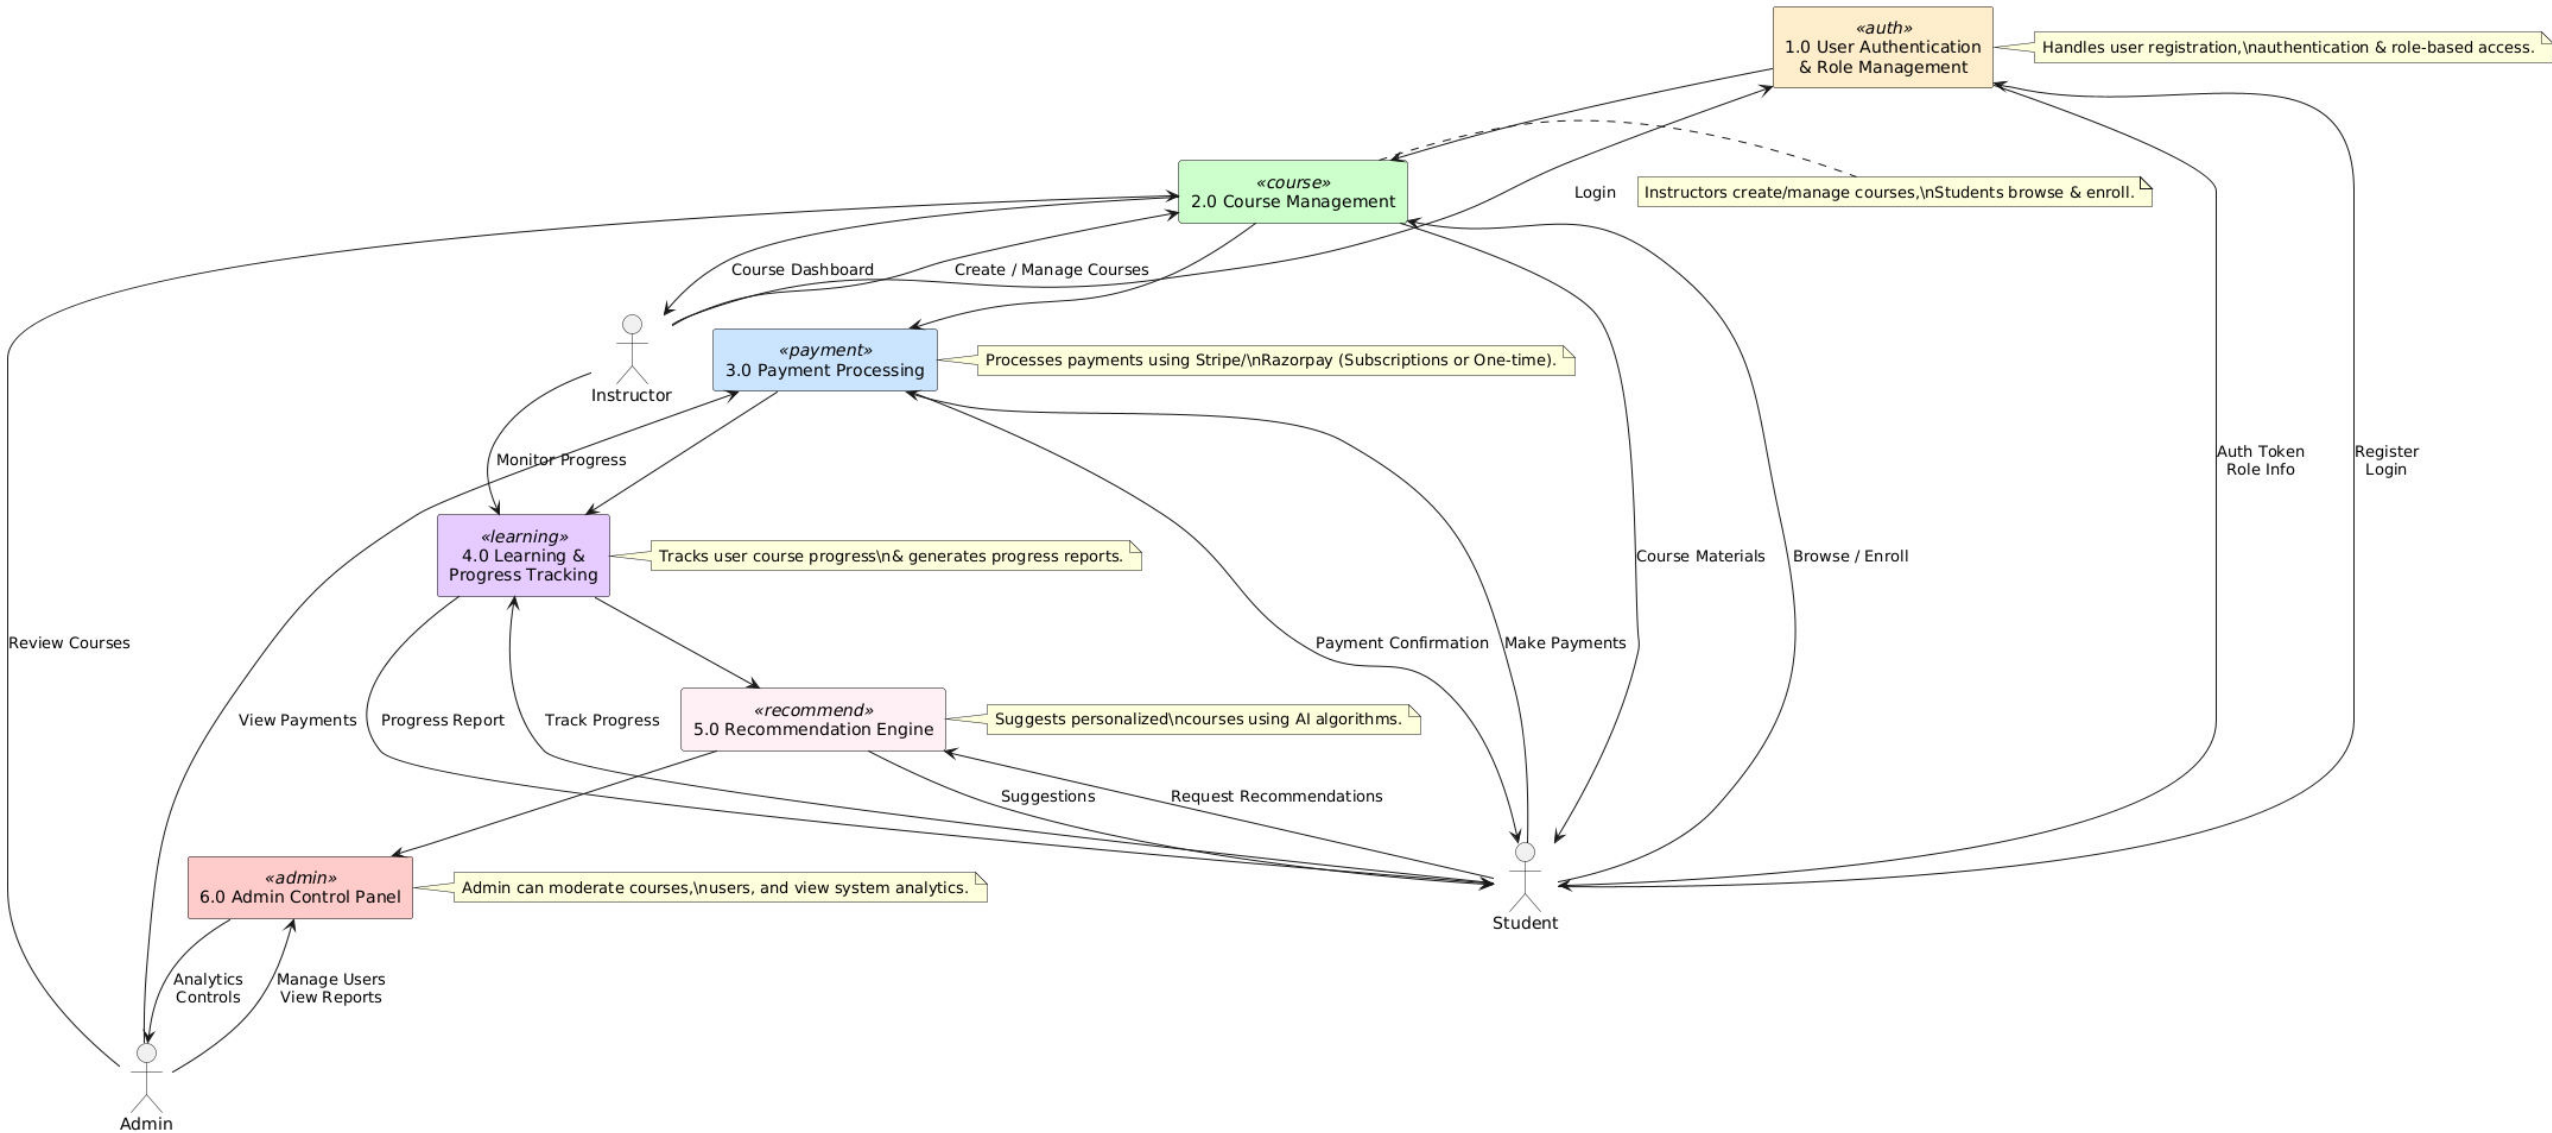 «auth»
1.0 User Authentication
& Role Management
Handles user registration,\nauthentication & role-based access.
«course»
2.0 Course Management
Login
Instructors create/manage courses,\nStudents browse & enroll.
Course Dashboard
Create / Manage Courses
Instructor
«payment»
3.0 Payment Processing
Processes payments using Stripe/\nRazorpay (Subscriptions or One-time).
Monitor Progress
Auth Token
Role Info
Register
Login
«learning»
4.0 Learning &
Progress Tracking
Tracks user course progress\n& generates progress reports.
Course Materials
Browse / Enroll
Review Courses
Payment Confirmation
Make Payments
View Payments
Progress Report
Track Progress
«recommend»
5.0 Recommendation Engine
Suggests personalized\ncourses using AI algorithms.
Suggestions
Request Recommendations
«admin»
6.0 Admin Control Panel
Admin can moderate courses,\nusers, and view system analytics.
Student
Analytics
Controls
Manage Users
View Reports
Admin